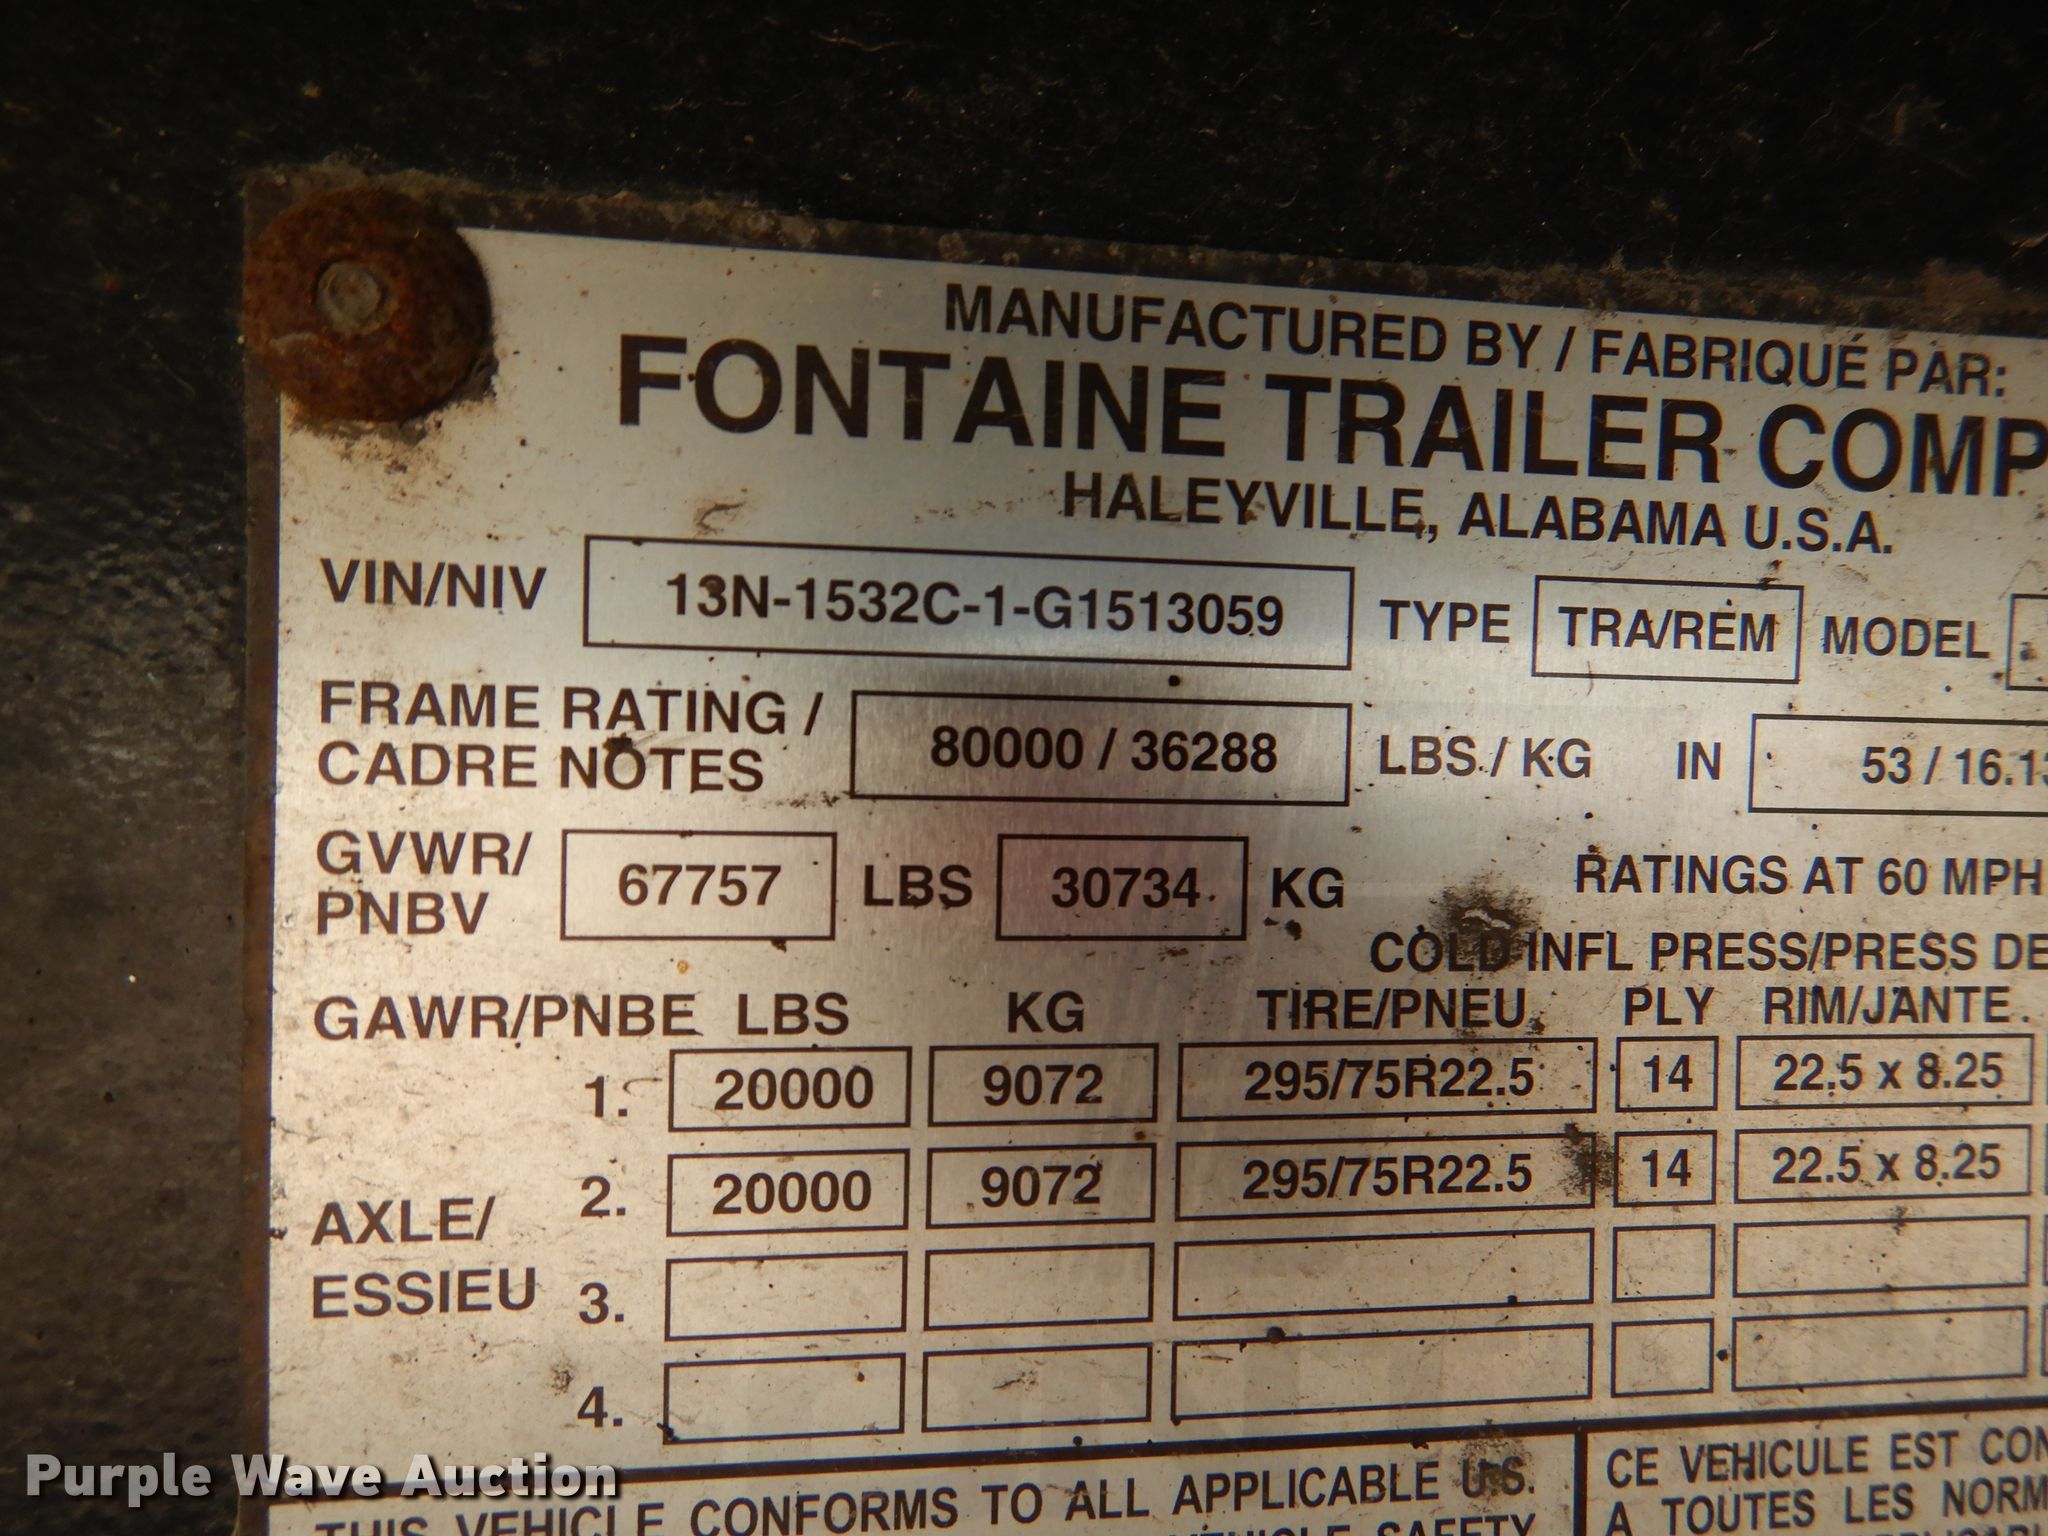 MANUFACTURED BY / FABRIQUÉ PAR:
FONTAINE TRAILER COMP
HALEYVILLE, ALABAMA U.S.A.
VIN/NIV 13N-1532C-1-G1513059 TYPE TRA/REM MODEL
FRAME RATING / CADRE NOTES 80000 / 36288 LBS./KG IN 53 / 16.1
GVWR/ PNBV 67757 LBS 30734 KG RATINGS AT 60 MPH
COLD INFL PRESS/PRESS DE
GAWR/PNBE LBS KG TIRE/PNEU PLY RIM/JANTE
1. 20000 9072 295/75R22.5 14 22.5 x 8.25
2. 20000 9072 295/75R22.5 14 22.5 x 8.25
AXLE/
ESSIEU 3.
4.
THIS VEHICLE CONFORMS TO ALL APPLICABLE U.S.
VEHICLE SAFETY
CE VEHICULE EST CON
A TOUTES LES NORM
Purple Wave Auction